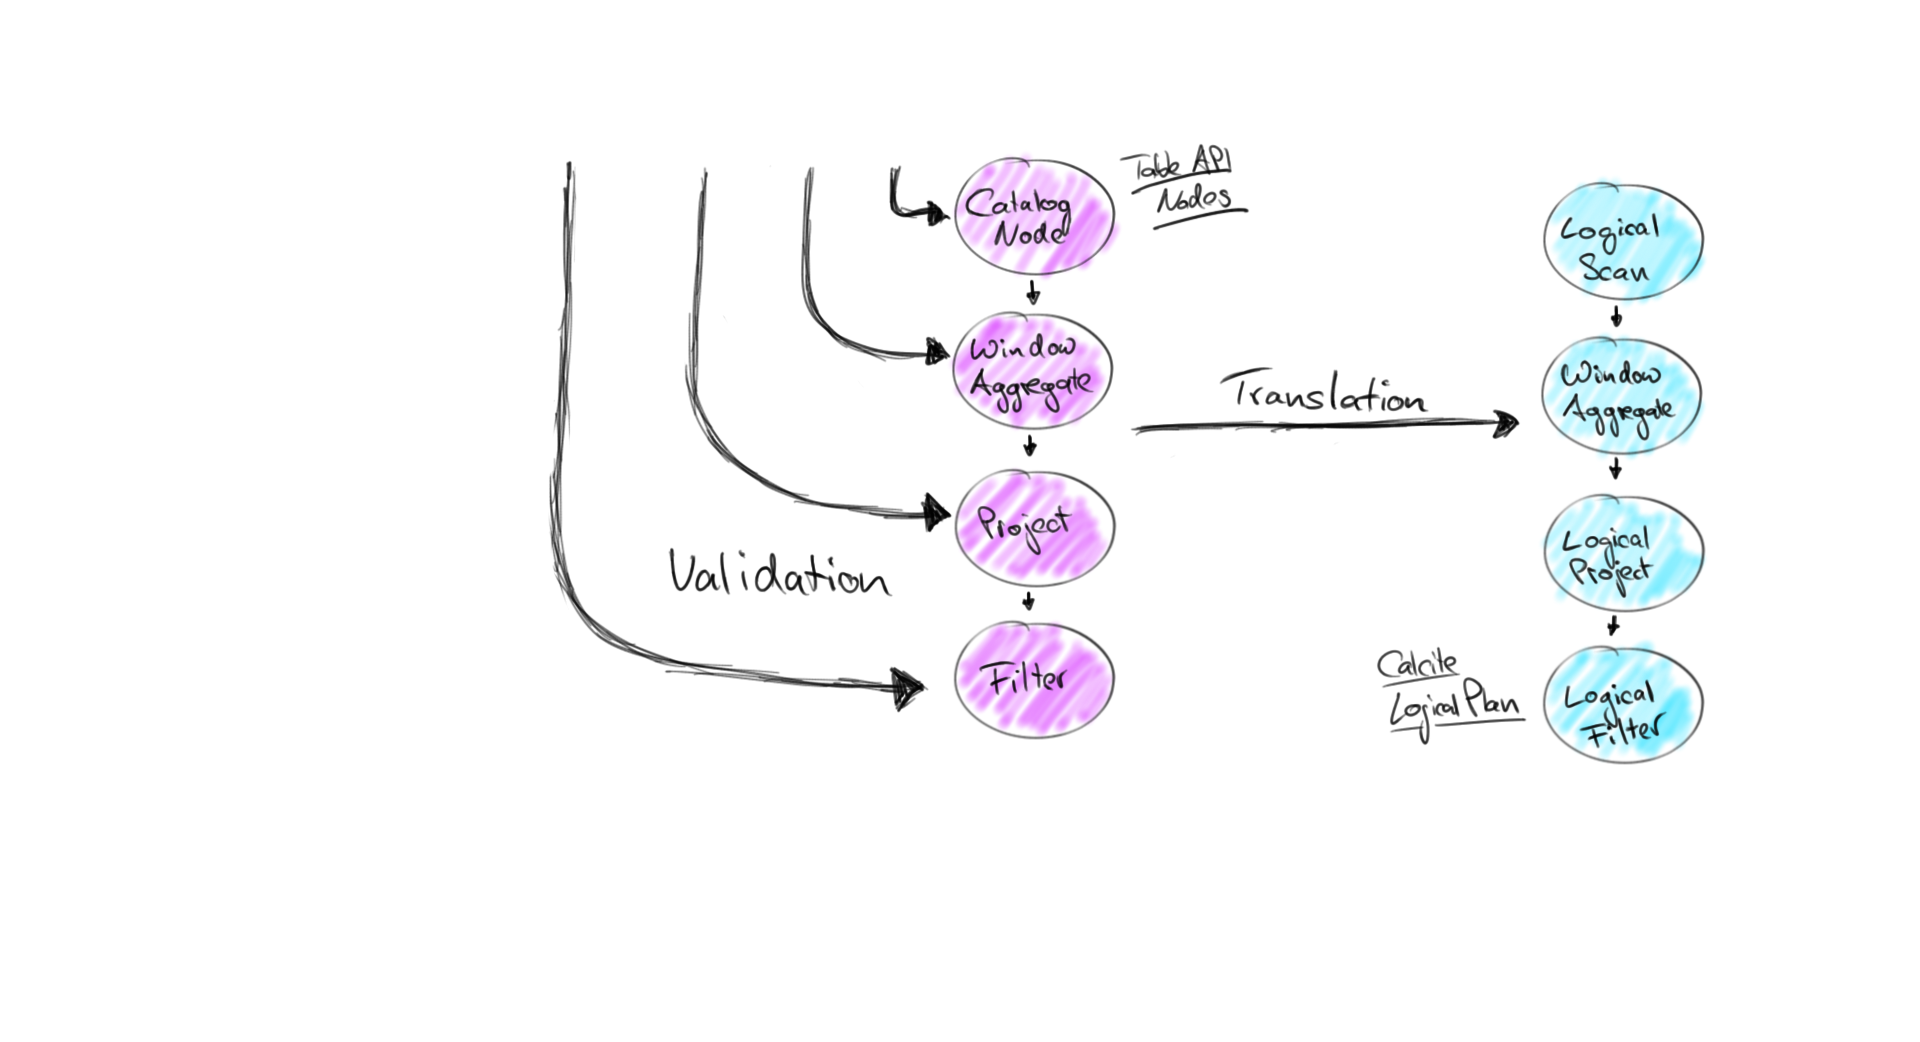 Table API
Nodes
Catalog
Node
Window
Aggregate
Project
Filter
Validation
Translation
Logical
Scan
Window
Aggregate
Logical
Project
Logical
Filter
Calcite
Logical Plan